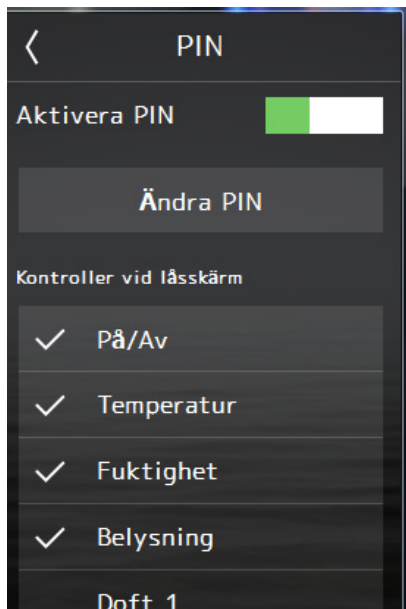 PIN
Aktivera PIN
Ändra PIN
Kontroller vid låsskärm
På/Av
Temperatur
Fuktighet
Belysning
Doft 1